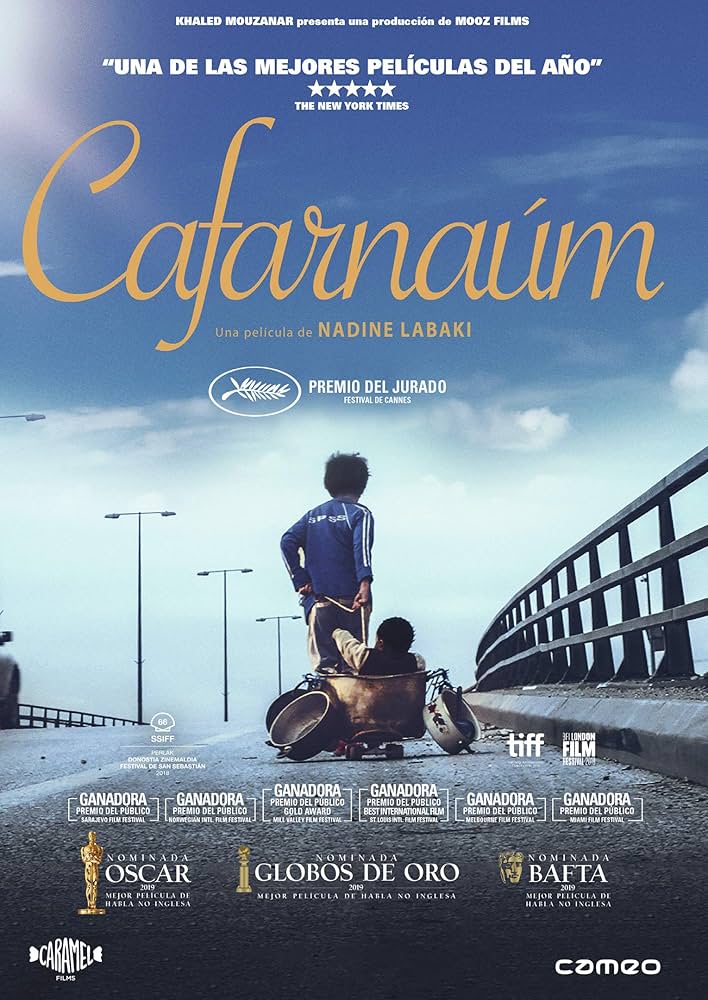 KHALED MOUZANAR presenta una producción de MOOZ FILMS
“UNA DE LAS MEJORES PELÍCULAS DEL AÑO”
THE NEW YORK TIMES
Cafarnaúm
Una película de NADINE LABAKI
PREMIO DEL JURADO
FESTIVAL DE CANNES
SPSS
66
SSIFF
PERLAK
DONOSTIA ZINEMALDIA
FESTIVAL DE SAN SEBASTIÁN
2018
tiff
BFI LONDON
FILM
FESTIVAL 2018
GANADORA
PREMIO DEL PÚBLICO
SARAJEVO FILM FESTIVAL
GANADORA
PREMIO DEL PÚBLICO
NORWEGIAN INTL. FILM FESTIVAL
GANADORA
PREMIO DEL PÚBLICO
GOLD AWARD
MILL VALLEY FILM FESTIVAL
GANADORA
PREMIO DEL PÚBLICO
BEST INTERNATIONAL FILM
ST. LOUIS INTL. FILM FESTIVAL
GANADORA
PREMIO DEL PÚBLICO
MELBOURNE FILM FESTIVAL
GANADORA
PREMIO DEL PÚBLICO
MIAMI FILM FESTIVAL
NOMINADA
OSCAR
2019
MEJOR PELÍCULA DE
HABLA NO INGLESA
NOMINADA
GLOBOS DE ORO
2019
MEJOR PELÍCULA DE HABLA NO INGLESA
NOMINADA
BAFTA
2019
MEJOR PELÍCULA DE
HABLA NO INGLESA
CARAMEL
FILMS
cameo